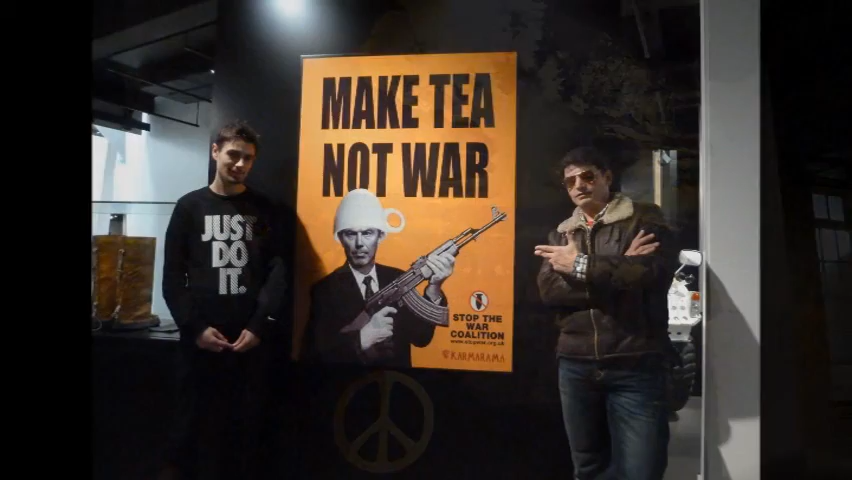 MAKE TEA
NOT WAR
JUST
DO
IT.
STOP THE
WAR
COALITION
www.stopwar.org.uk
KARMARAMA